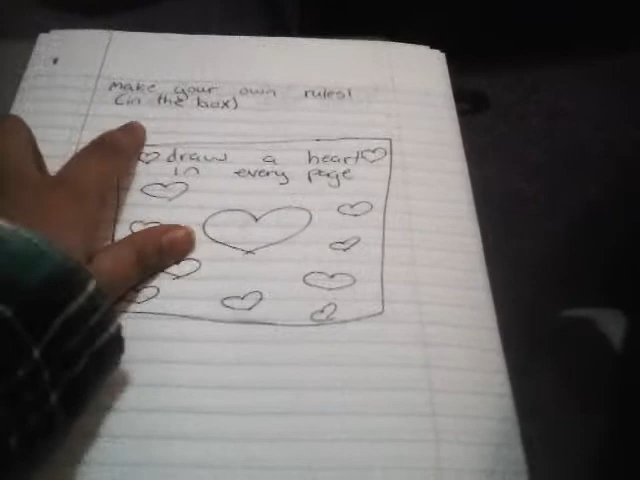 make your own rules!
(in the box)
draw a heart
in every page